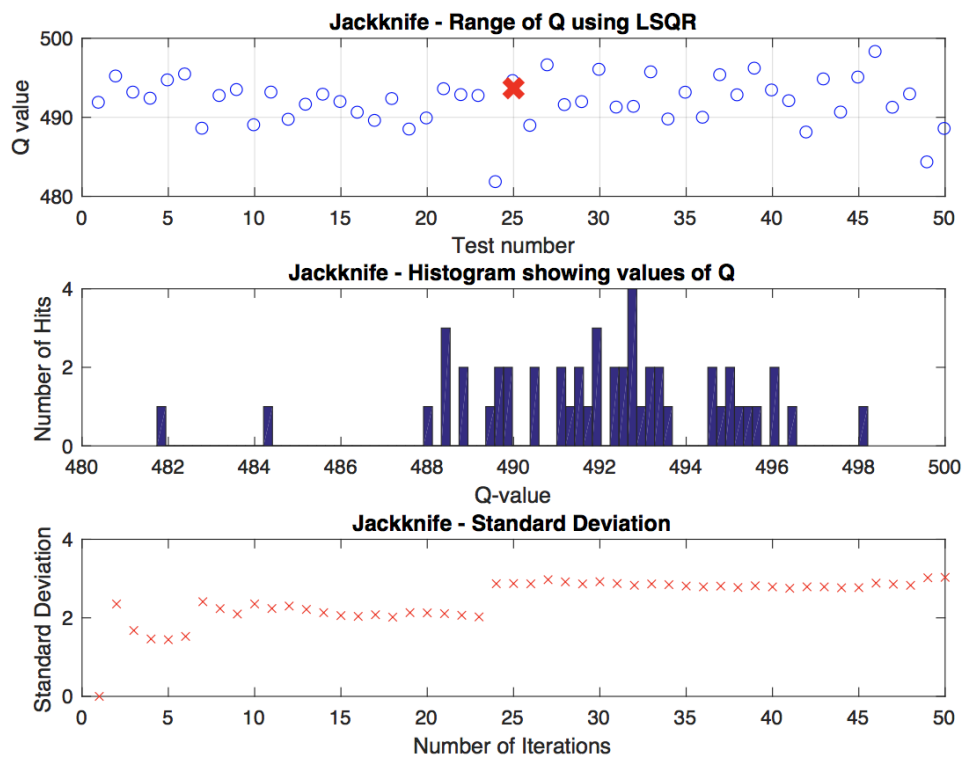 Jackknife - Range of Q using LSQR
Q value
500
490
480
0 5 10 15 20 25 30 35 40 45 50
Test number
Jackknife - Histogram showing values of Q
Number of Hits
4
2
0
480 482 484 486 488 490 492 494 496 498 500
Q-value
Jackknife - Standard Deviation
Standard Deviation
4
2
0
0 5 10 15 20 25 30 35 40 45 50
Number of Iterations